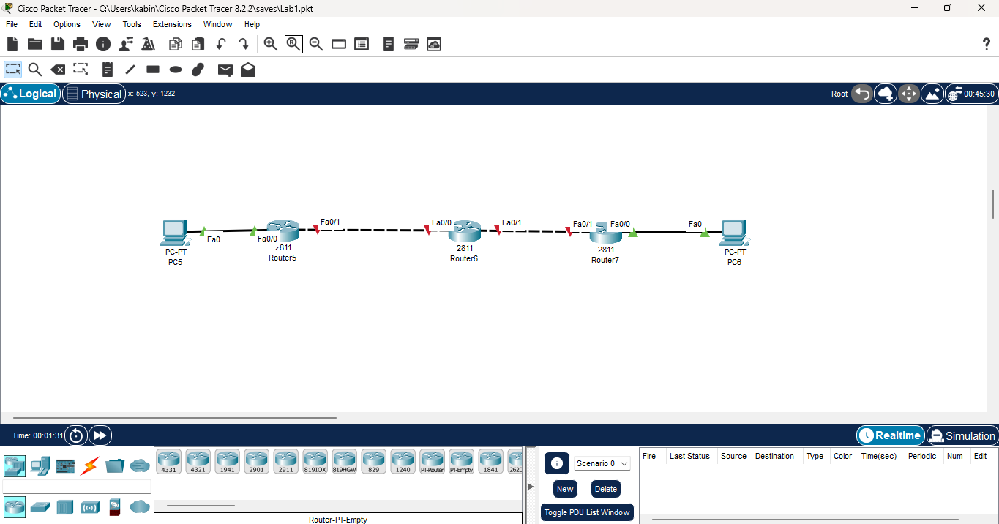 Cisco Packet Tracer - C:\Users\kabin\Cisco Packet Tracer 8.2.2\saves\Lab1.pkt
File Edit Options View Tools Extensions Window Help
?
Logical Physical x: 523, y: 1232 Root 00:45:30
Fa0/1 Fa0/0 Fa0/1 Fa0/1 Fa0/0 Fa0
Fa0 Fa0/0
2811 2811 2811
PC-PT Router5 Router6 Router7 PC-PT
PC5 PC6
Time: 00:01:31 Realtime Simulation
4331 4321 1941 2901 2911 819IOX 819HGW 829 1240 PT-Router PT-Empty 1841 2620
Router-PT-Empty
Scenario 0
New Delete
Toggle PDU List Window
Fire Last Status Source Destination Type Color Time(sec) Periodic Num Edit